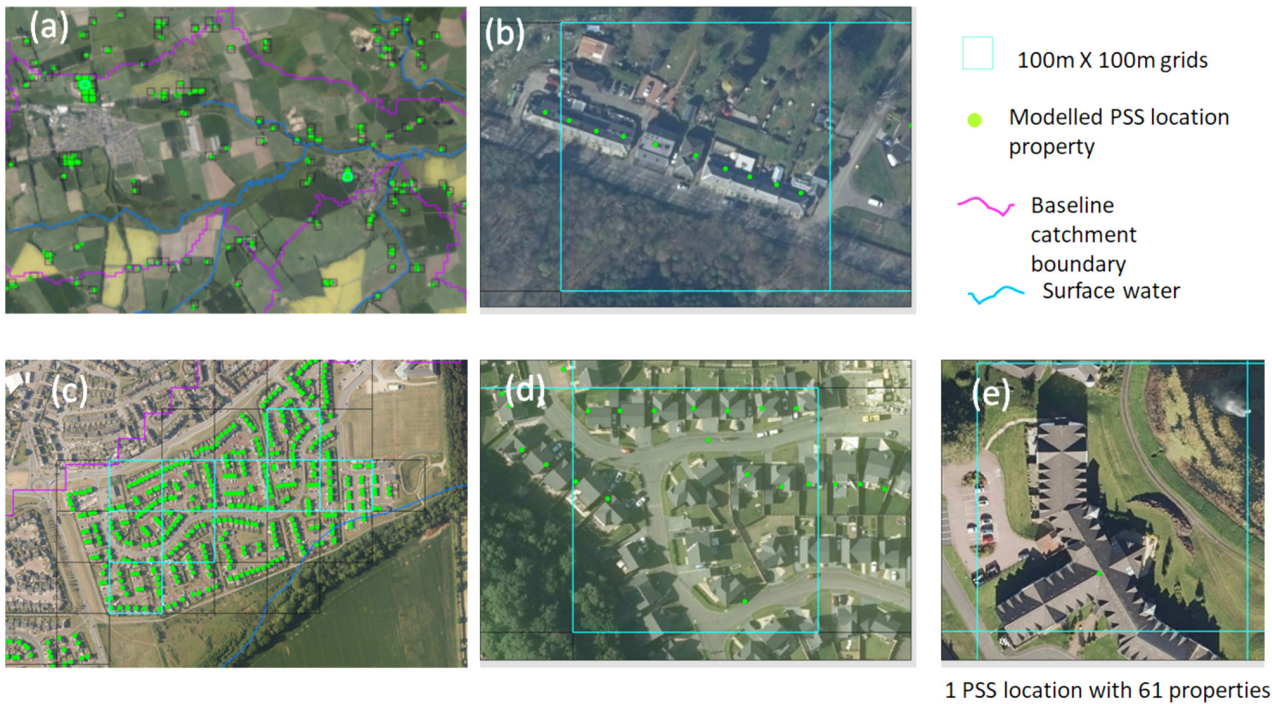 (a)
(b)
100m X 100m grids
Modelled PSS location
property
Baseline
catchment
boundary
Surface water
(c)
(d)
(e)
1 PSS location with 61 properties